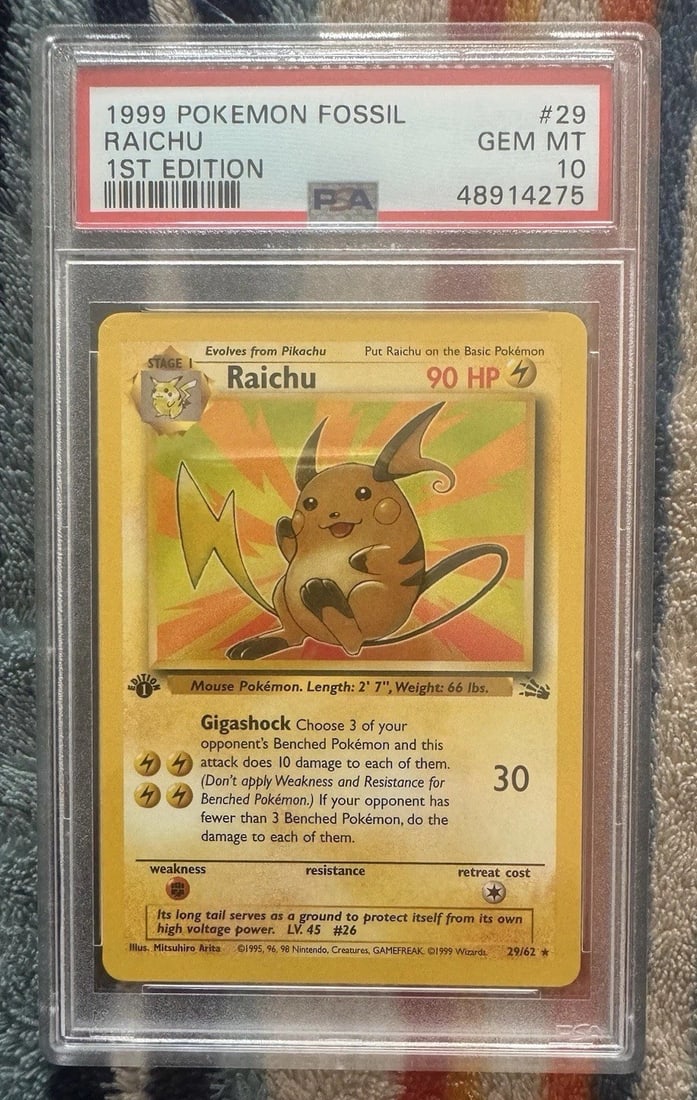 1999 POKEMON FOSSIL #29
RAICHU GEM MT
1ST EDITION 10
PSA 48914275
Evolves from Pikachu Put Raichu on the Basic Pokémon
STAGE 1
Raichu 90 HP
EDITION 1
Mouse Pokémon. Length: 2' 7", Weight: 66 lbs.
Gigashock Choose 3 of your
opponent's Benched Pokémon and this
attack does 10 damage to each of them.
(Don't apply Weakness and Resistance for
Benched Pokémon.) If your opponent has
fewer than 3 Benched Pokémon, do the
damage to each of them.
30
weakness resistance retreat cost
Its long tail serves as a ground to protect itself from its own
high voltage power. LV. 45 #26
Illus. Mitsuhiro Arita ©1995, 96, 98 Nintendo, Creatures, GAMEFREAK. ©1999 Wizards. 29/62 ★
PSA